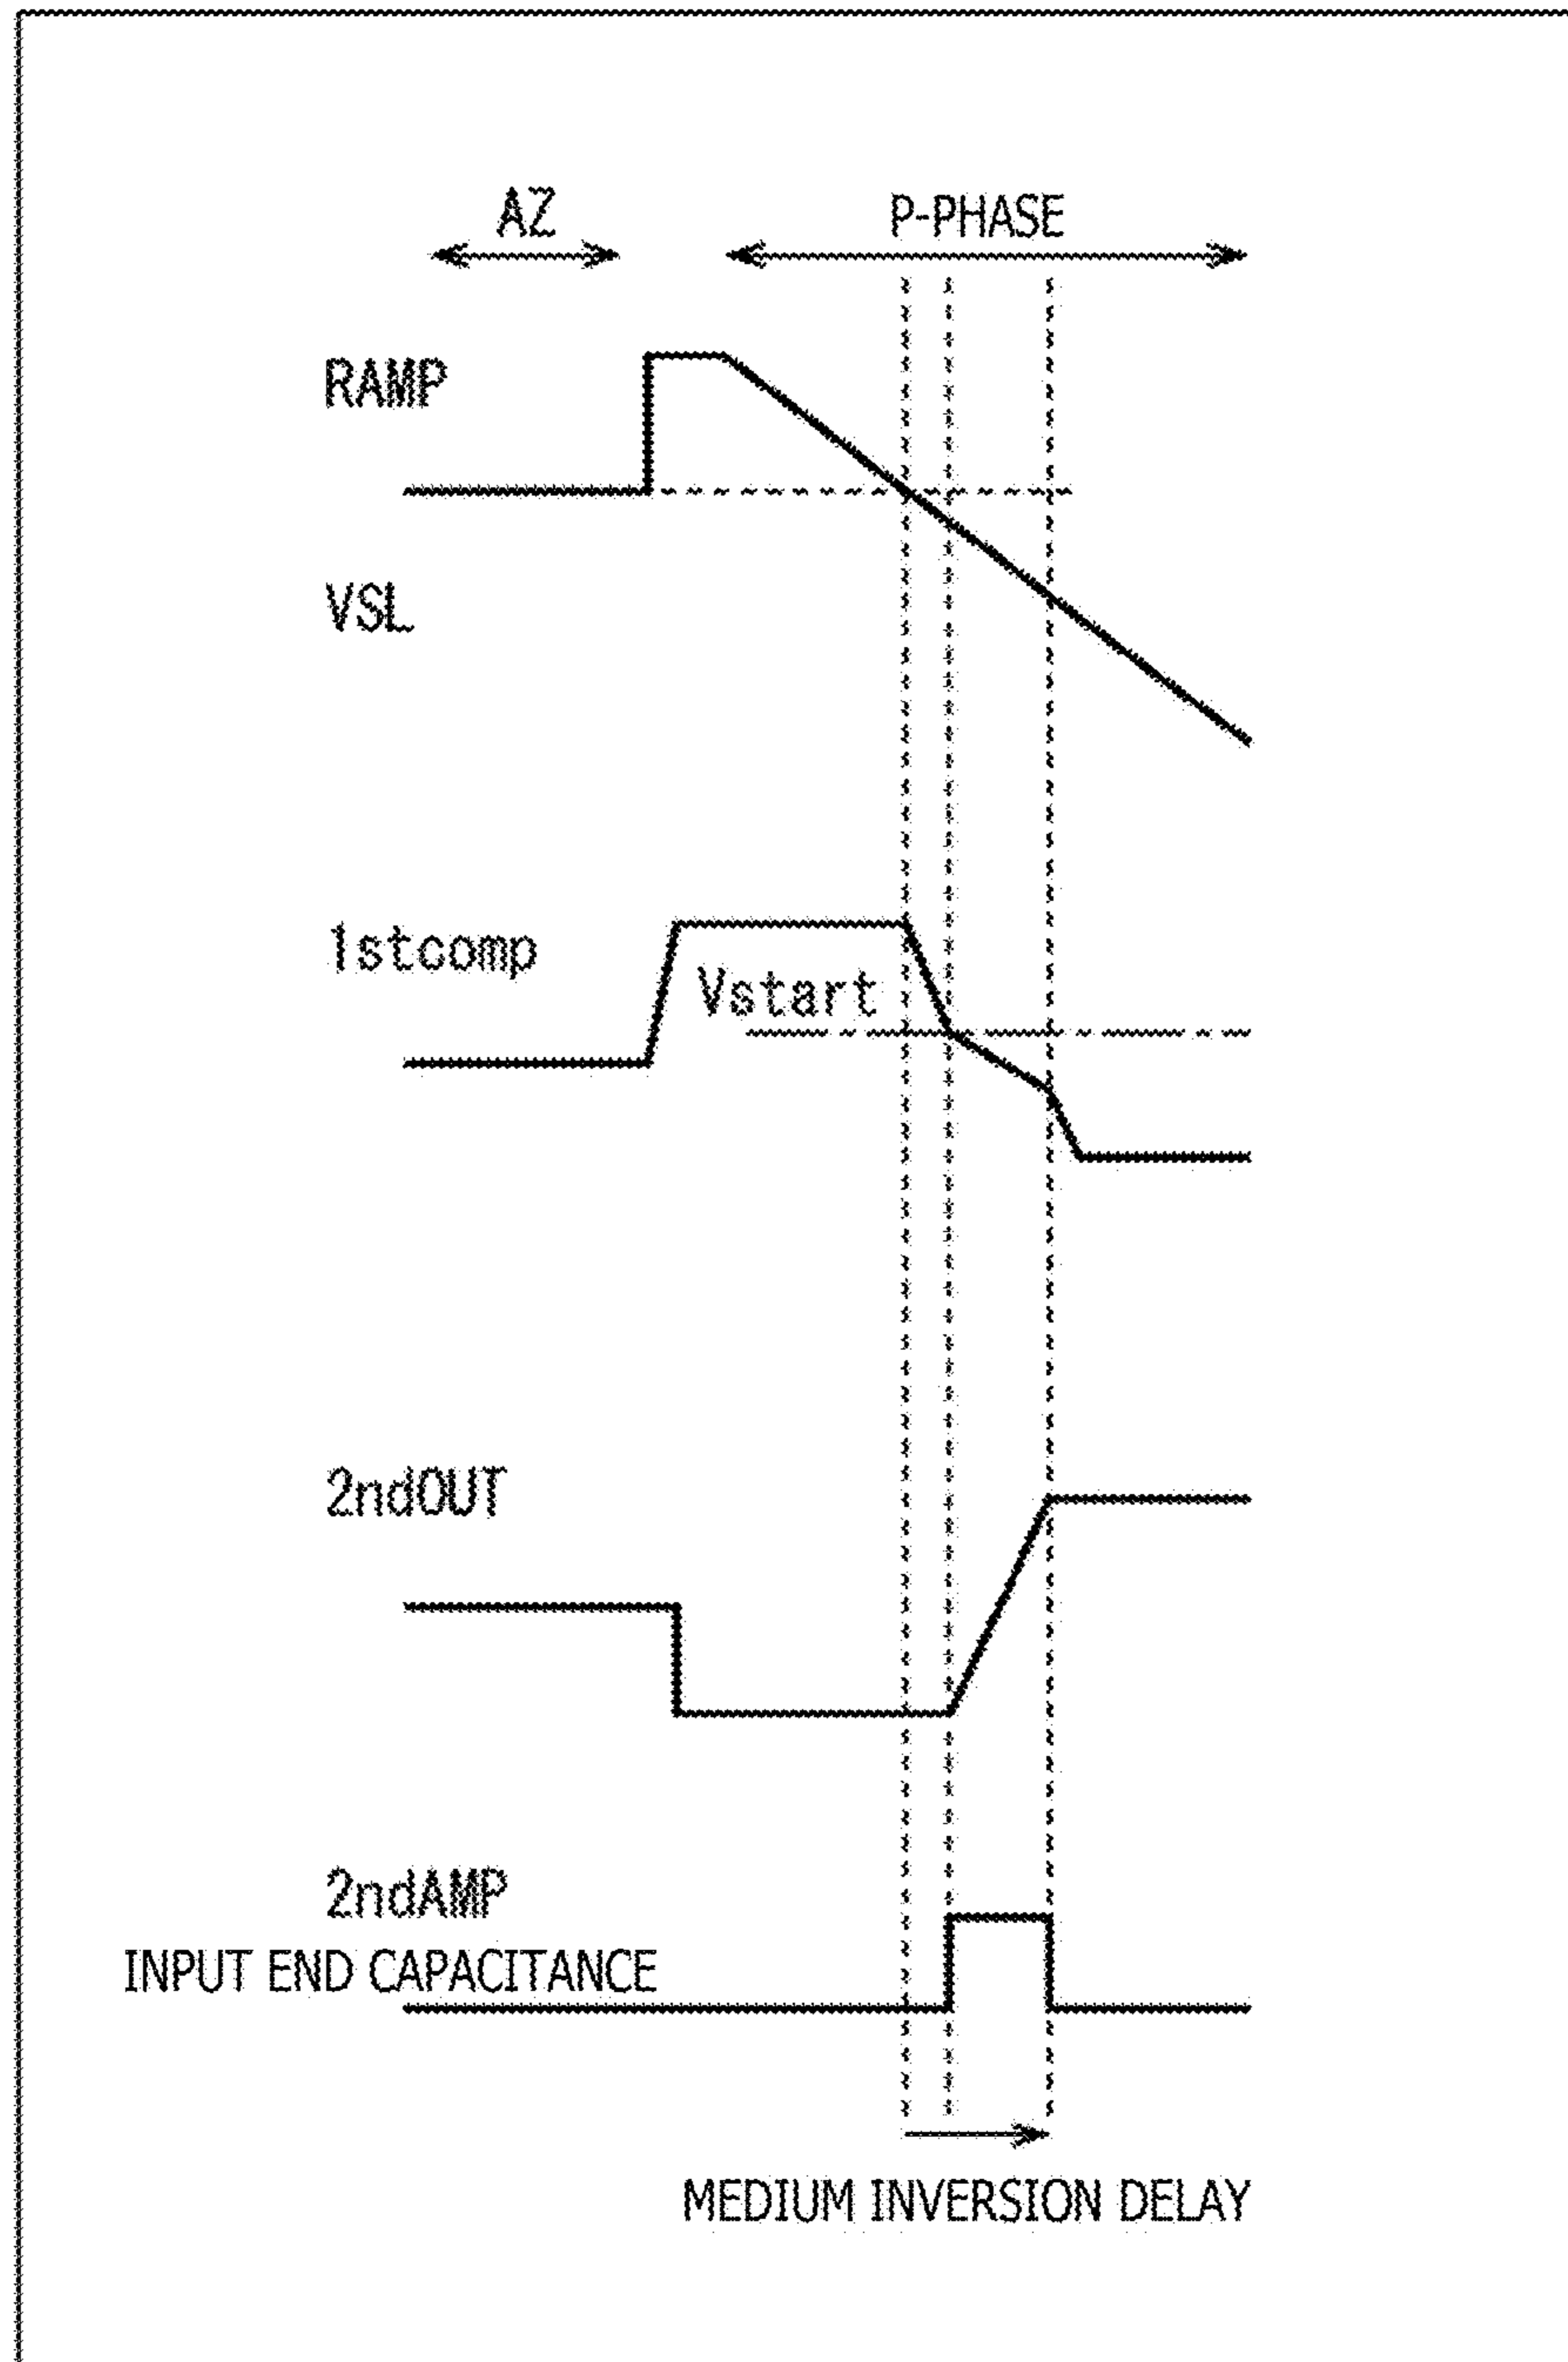 AZ
P-PHASE
RAMP
VSL
1stcomp
Vstart
2ndOUT
2ndAMP
INPUT END CAPACITANCE
MEDIUM INVERSION DELAY